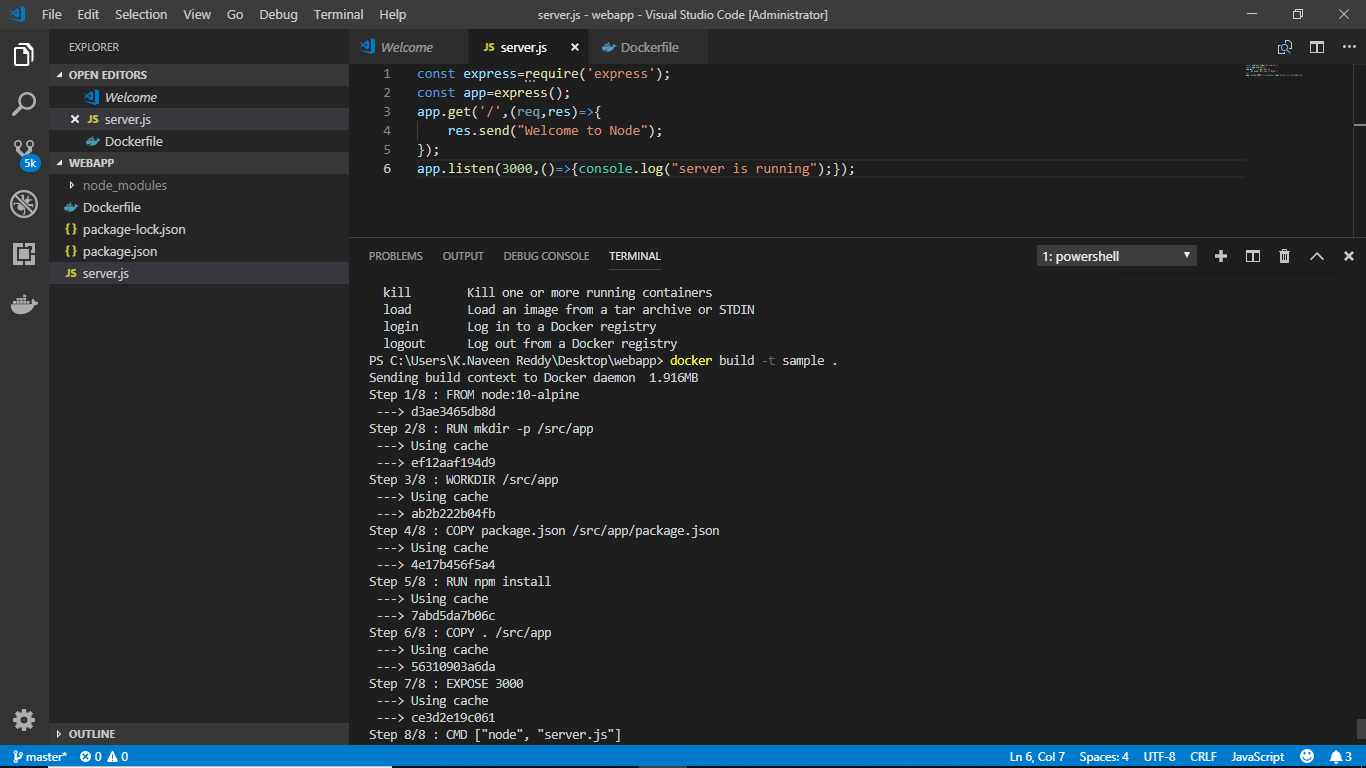 File Edit Selection View Go Debug Terminal Help server.js - webapp - Visual Studio Code [Administrator]
EXPLORER
OPEN EDITORS
Welcome
JS server.js
Dockerfile
5k
WEBAPP
node_modules
Dockerfile
{} package-lock.json
{} package.json
JS server.js
OUTLINE
Welcome JS server.js Dockerfile
1 const express=require('express');
2 const app=express();
3 app.get('/',(req,res)=>{
4 res.send("Welcome to Node");
5 });
6 app.listen(3000,()=>{console.log("server is running");});
PROBLEMS OUTPUT DEBUG CONSOLE TERMINAL 1: powershell
kill Kill one or more running containers
load Load an image from a tar archive or STDIN
login Log in to a Docker registry
logout Log out from a Docker registry
PS C:\Users\K.Naveen Reddy\Desktop\webapp> docker build -t sample .
Sending build context to Docker daemon 1.916MB
Step 1/8 : FROM node:10-alpine
---> d3ae3465db8d
Step 2/8 : RUN mkdir -p /src/app
---> Using cache
---> ef12aaf194d9
Step 3/8 : WORKDIR /src/app
---> Using cache
---> ab2b222b04fb
Step 4/8 : COPY package.json /src/app/package.json
---> Using cache
---> 4e17b456f5a4
Step 5/8 : RUN npm install
---> Using cache
---> 7abd5da7b06c
Step 6/8 : COPY . /src/app
---> Using cache
---> 56310903a6da
Step 7/8 : EXPOSE 3000
---> Using cache
---> ce3d2e19c061
Step 8/8 : CMD ["node", "server.js"]
master* 0 0 Ln 6, Col 7 Spaces: 4 UTF-8 CRLF JavaScript 3